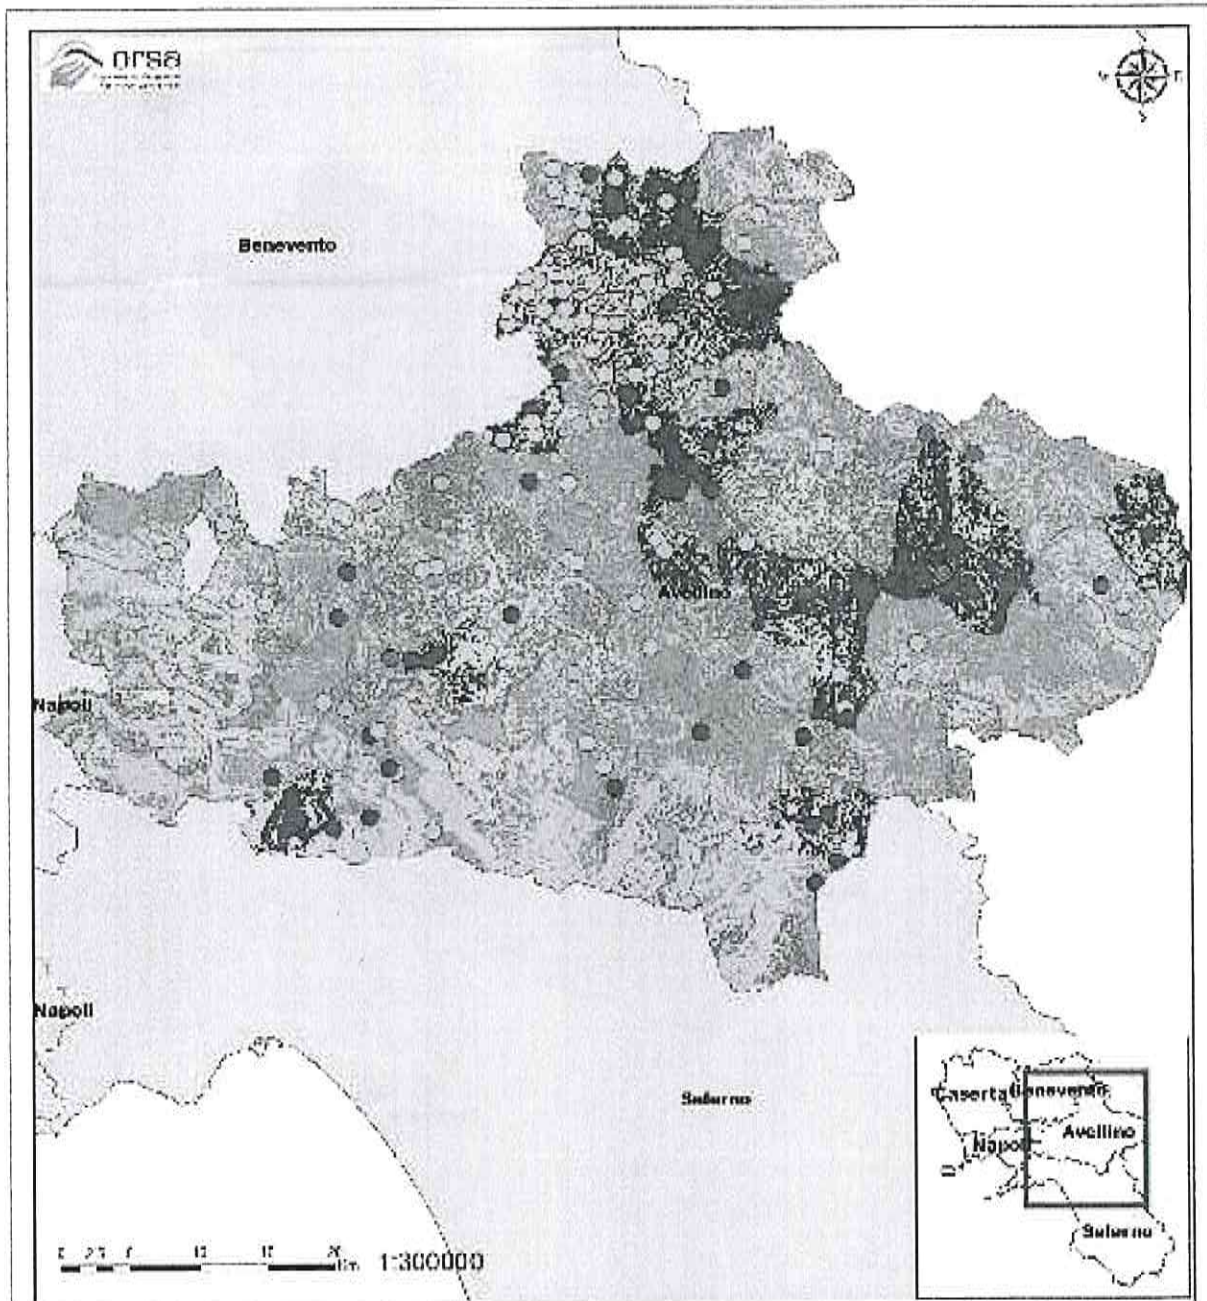 orsa
Benevento
Avellino
Napoli
Napoli
Salerno
Caserta
Benevento
Napoli
Avellino
Salerno
1:300000